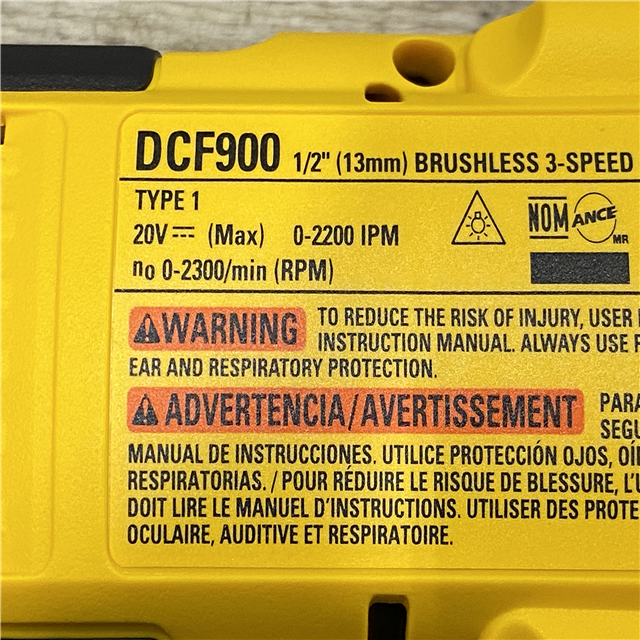 DCF900 1/2" (13mm) BRUSHLESS 3-SPEED
TYPE 1
20V ⎓ (Max) 0-2200 IPM
NOM ANCE MR
no 0-2300/min (RPM)
⚠WARNING TO REDUCE THE RISK OF INJURY, USER
INSTRUCTION MANUAL. ALWAYS USE
EAR AND RESPIRATORY PROTECTION.
⚠ADVERTENCIA/AVERTISSEMENT PARA
MANUAL DE INSTRUCCIONES. UTILICE PROTECCIÓN OJOS,
RESPIRATORIAS. / POUR RÉDUIRE LE RISQUE DE BLESSURE,
DOIT LIRE LE MANUEL D'INSTRUCTIONS. UTILISER DES
OCULAIRE, AUDITIVE ET RESPIRATOIRE.